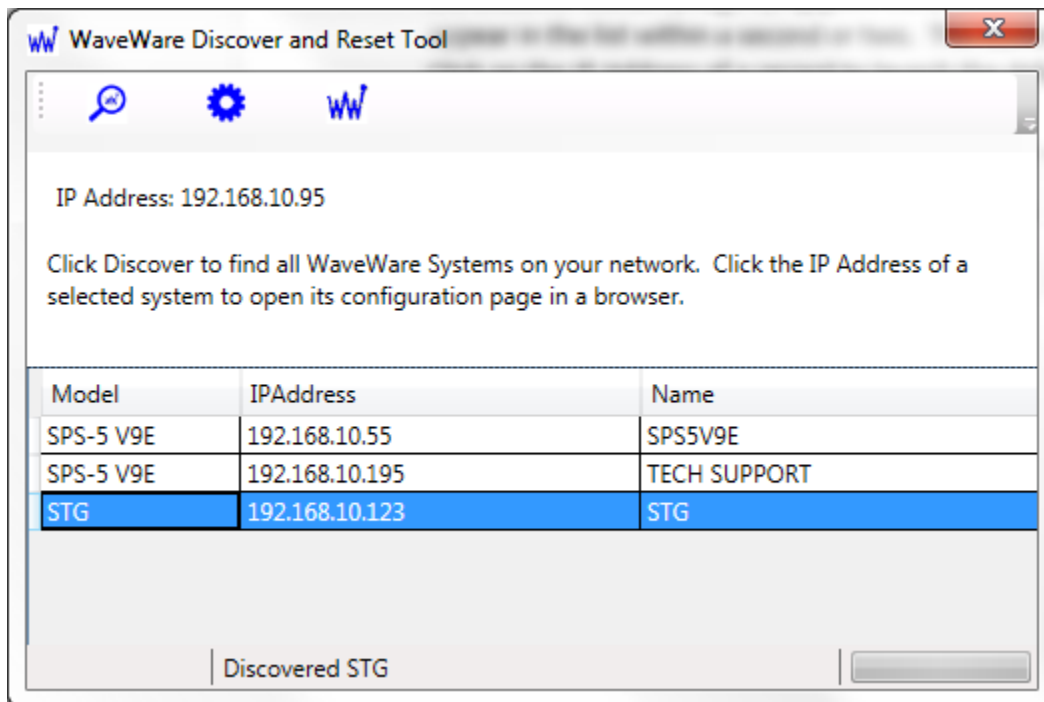 WaveWare Discover and Reset Tool
IP Address: 192.168.10.95
Click Discover to find all WaveWare Systems on your network.  Click the IP Address of a
selected system to open its configuration page in a browser.
Model IPAddress Name
SPS-5 V9E 192.168.10.55 SPS5V9E
SPS-5 V9E 192.168.10.195 TECH SUPPORT
STG 192.168.10.123 STG
Discovered STG